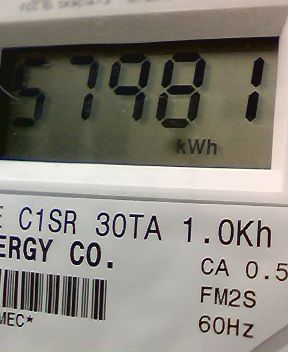 57981
kWh
C1SR 30TA 1.0Kh
ERGY CO.
CA 0.5
FM2S
MEC*
60Hz